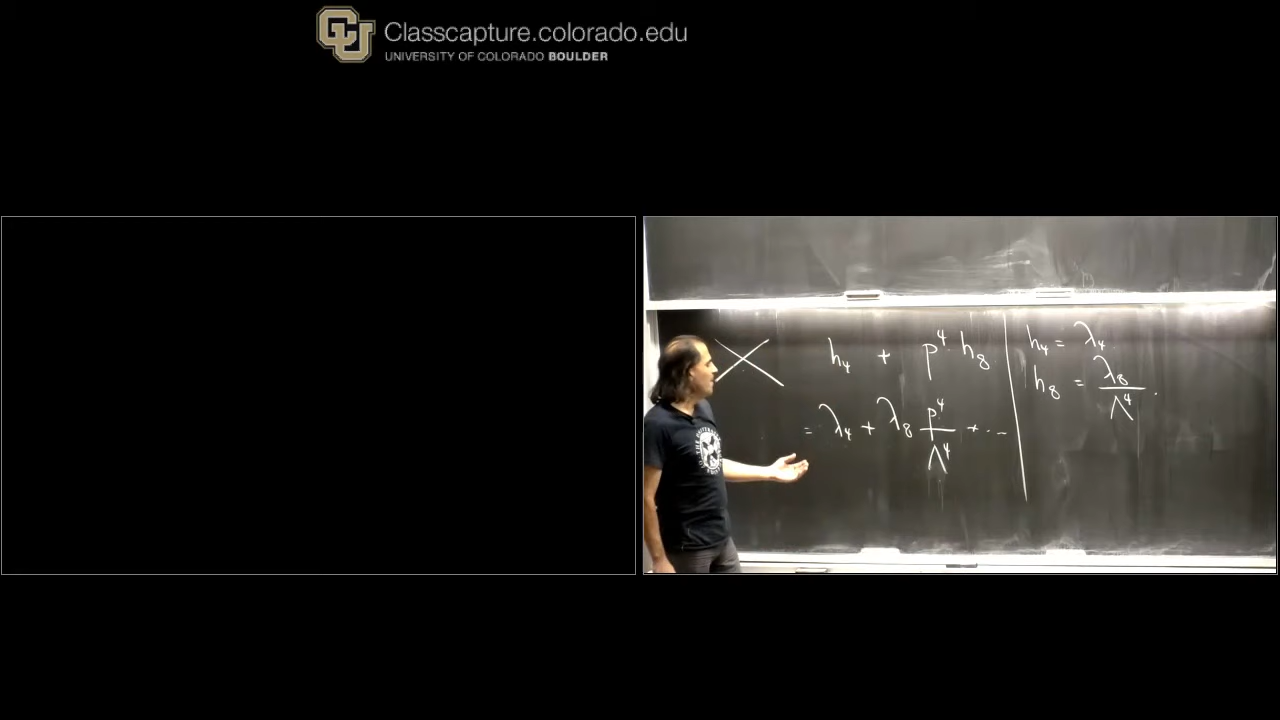 Classcapture.colorado.edu
UNIVERSITY OF COLORADO BOULDER
h₄ + p⁴ · h₈
= λ₄ + λ₈ p⁴/Λ⁴ + ...
h₄ = λ₄
h₈ = λ₈/Λ⁴ .